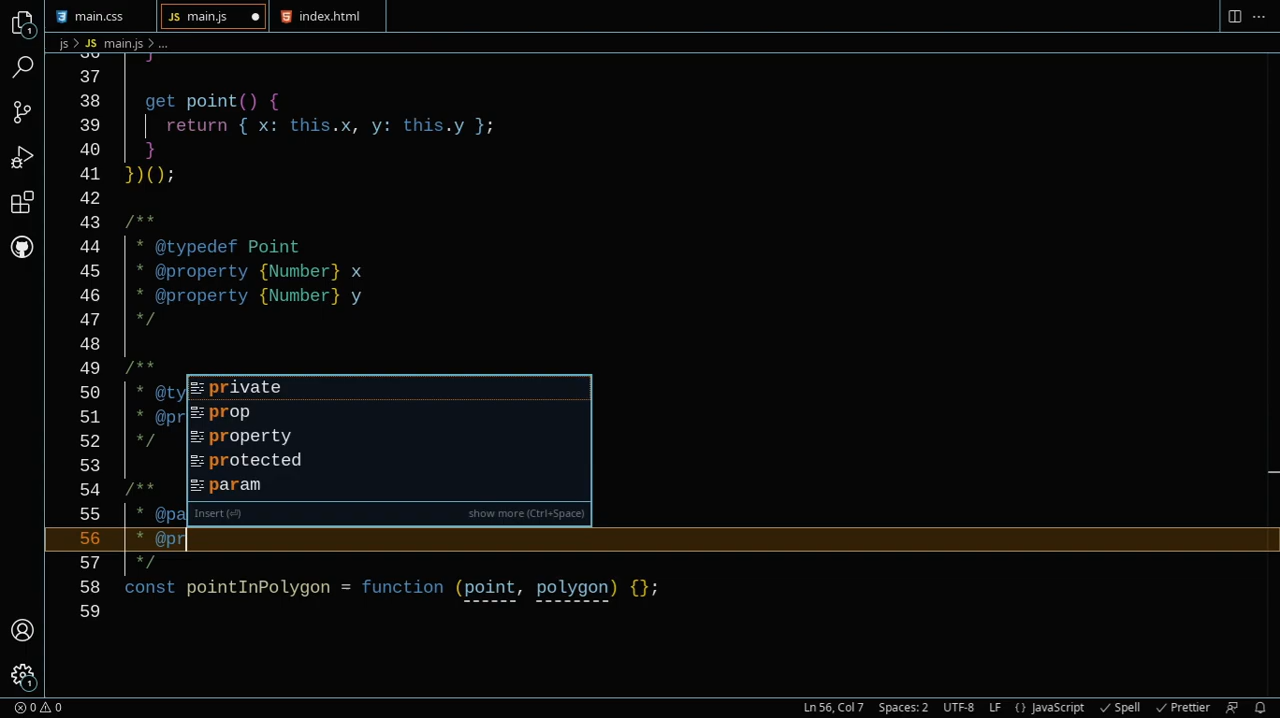 1
main.css
JS main.js
index.html
js > JS main.js > ...
36 }
37
38 get point() {
39 return { x: this.x, y: this.y };
40 }
41 })();
42
43 /**
44 * @typedef Point
45 * @property {Number} x
46 * @property {Number} y
47 */
48
49 /**
50 * @ty
51 * @pr
52 */
53
54 /**
55 * @pa
56 * @pr
57 */
58 const pointInPolygon = function (point, polygon) {};
59
private
prop
property
protected
param
Insert (⏎) show more (Ctrl+Space)
1
0 0 Ln 56, Col 7 Spaces: 2 UTF-8 LF {} JavaScript ✓ Spell ✓ Prettier